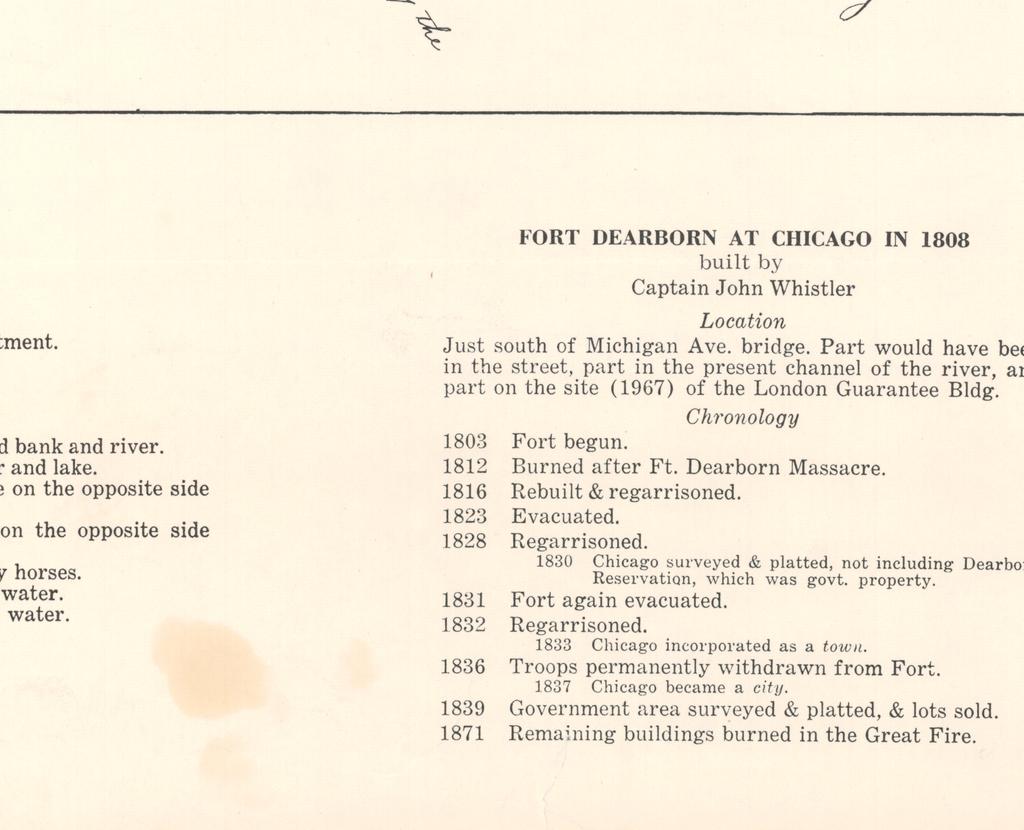 the
tment.
d bank and river.
r and lake.
e on the opposite side
on the opposite side
y horses.
water.
water.
FORT DEARBORN AT CHICAGO IN 1808
built by
Captain John Whistler
Location
Just south of Michigan Ave. bridge. Part would have bee
in the street, part in the present channel of the river, an
part on the site (1967) of the London Guarantee Bldg.
Chronology
1803 Fort begun.
1812 Burned after Ft. Dearborn Massacre.
1816 Rebuilt & regarrisoned.
1823 Evacuated.
1828 Regarrisoned.
1830 Chicago surveyed & platted, not including Dearbo
Reservation, which was govt. property.
1831 Fort again evacuated.
1832 Regarrisoned.
1833 Chicago incorporated as a town.
1836 Troops permanently withdrawn from Fort.
1837 Chicago became a city.
1839 Government area surveyed & platted, & lots sold.
1871 Remaining buildings burned in the Great Fire.